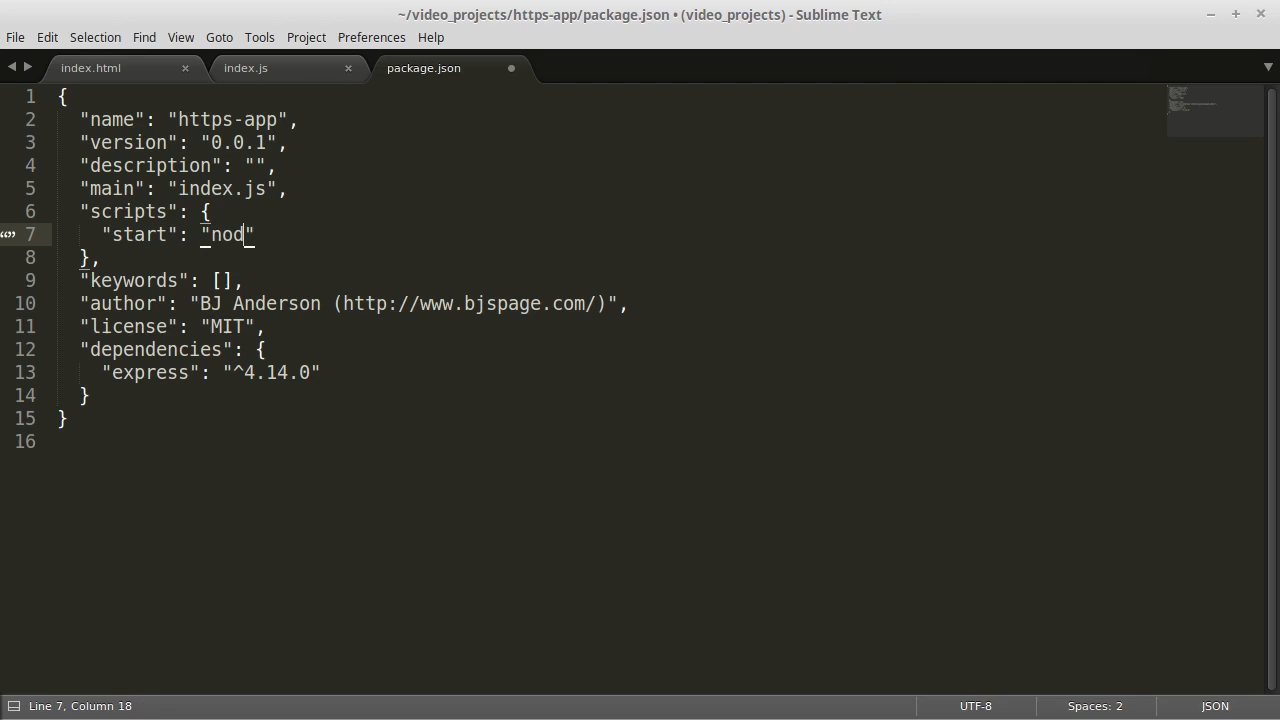 ~/video_projects/https-app/package.json • (video_projects) - Sublime Text
File Edit Selection Find View Goto Tools Project Preferences Help
index.html index.js package.json
1 {
2 "name": "https-app",
3 "version": "0.0.1",
4 "description": "",
5 "main": "index.js",
6 "scripts": {
7 "start": "nod"
8 },
9 "keywords": [],
10 "author": "BJ Anderson (http://www.bjspage.com/)",
11 "license": "MIT",
12 "dependencies": {
13 "express": "^4.14.0"
14 }
15 }
16
Line 7, Column 18 UTF-8 Spaces: 2 JSON